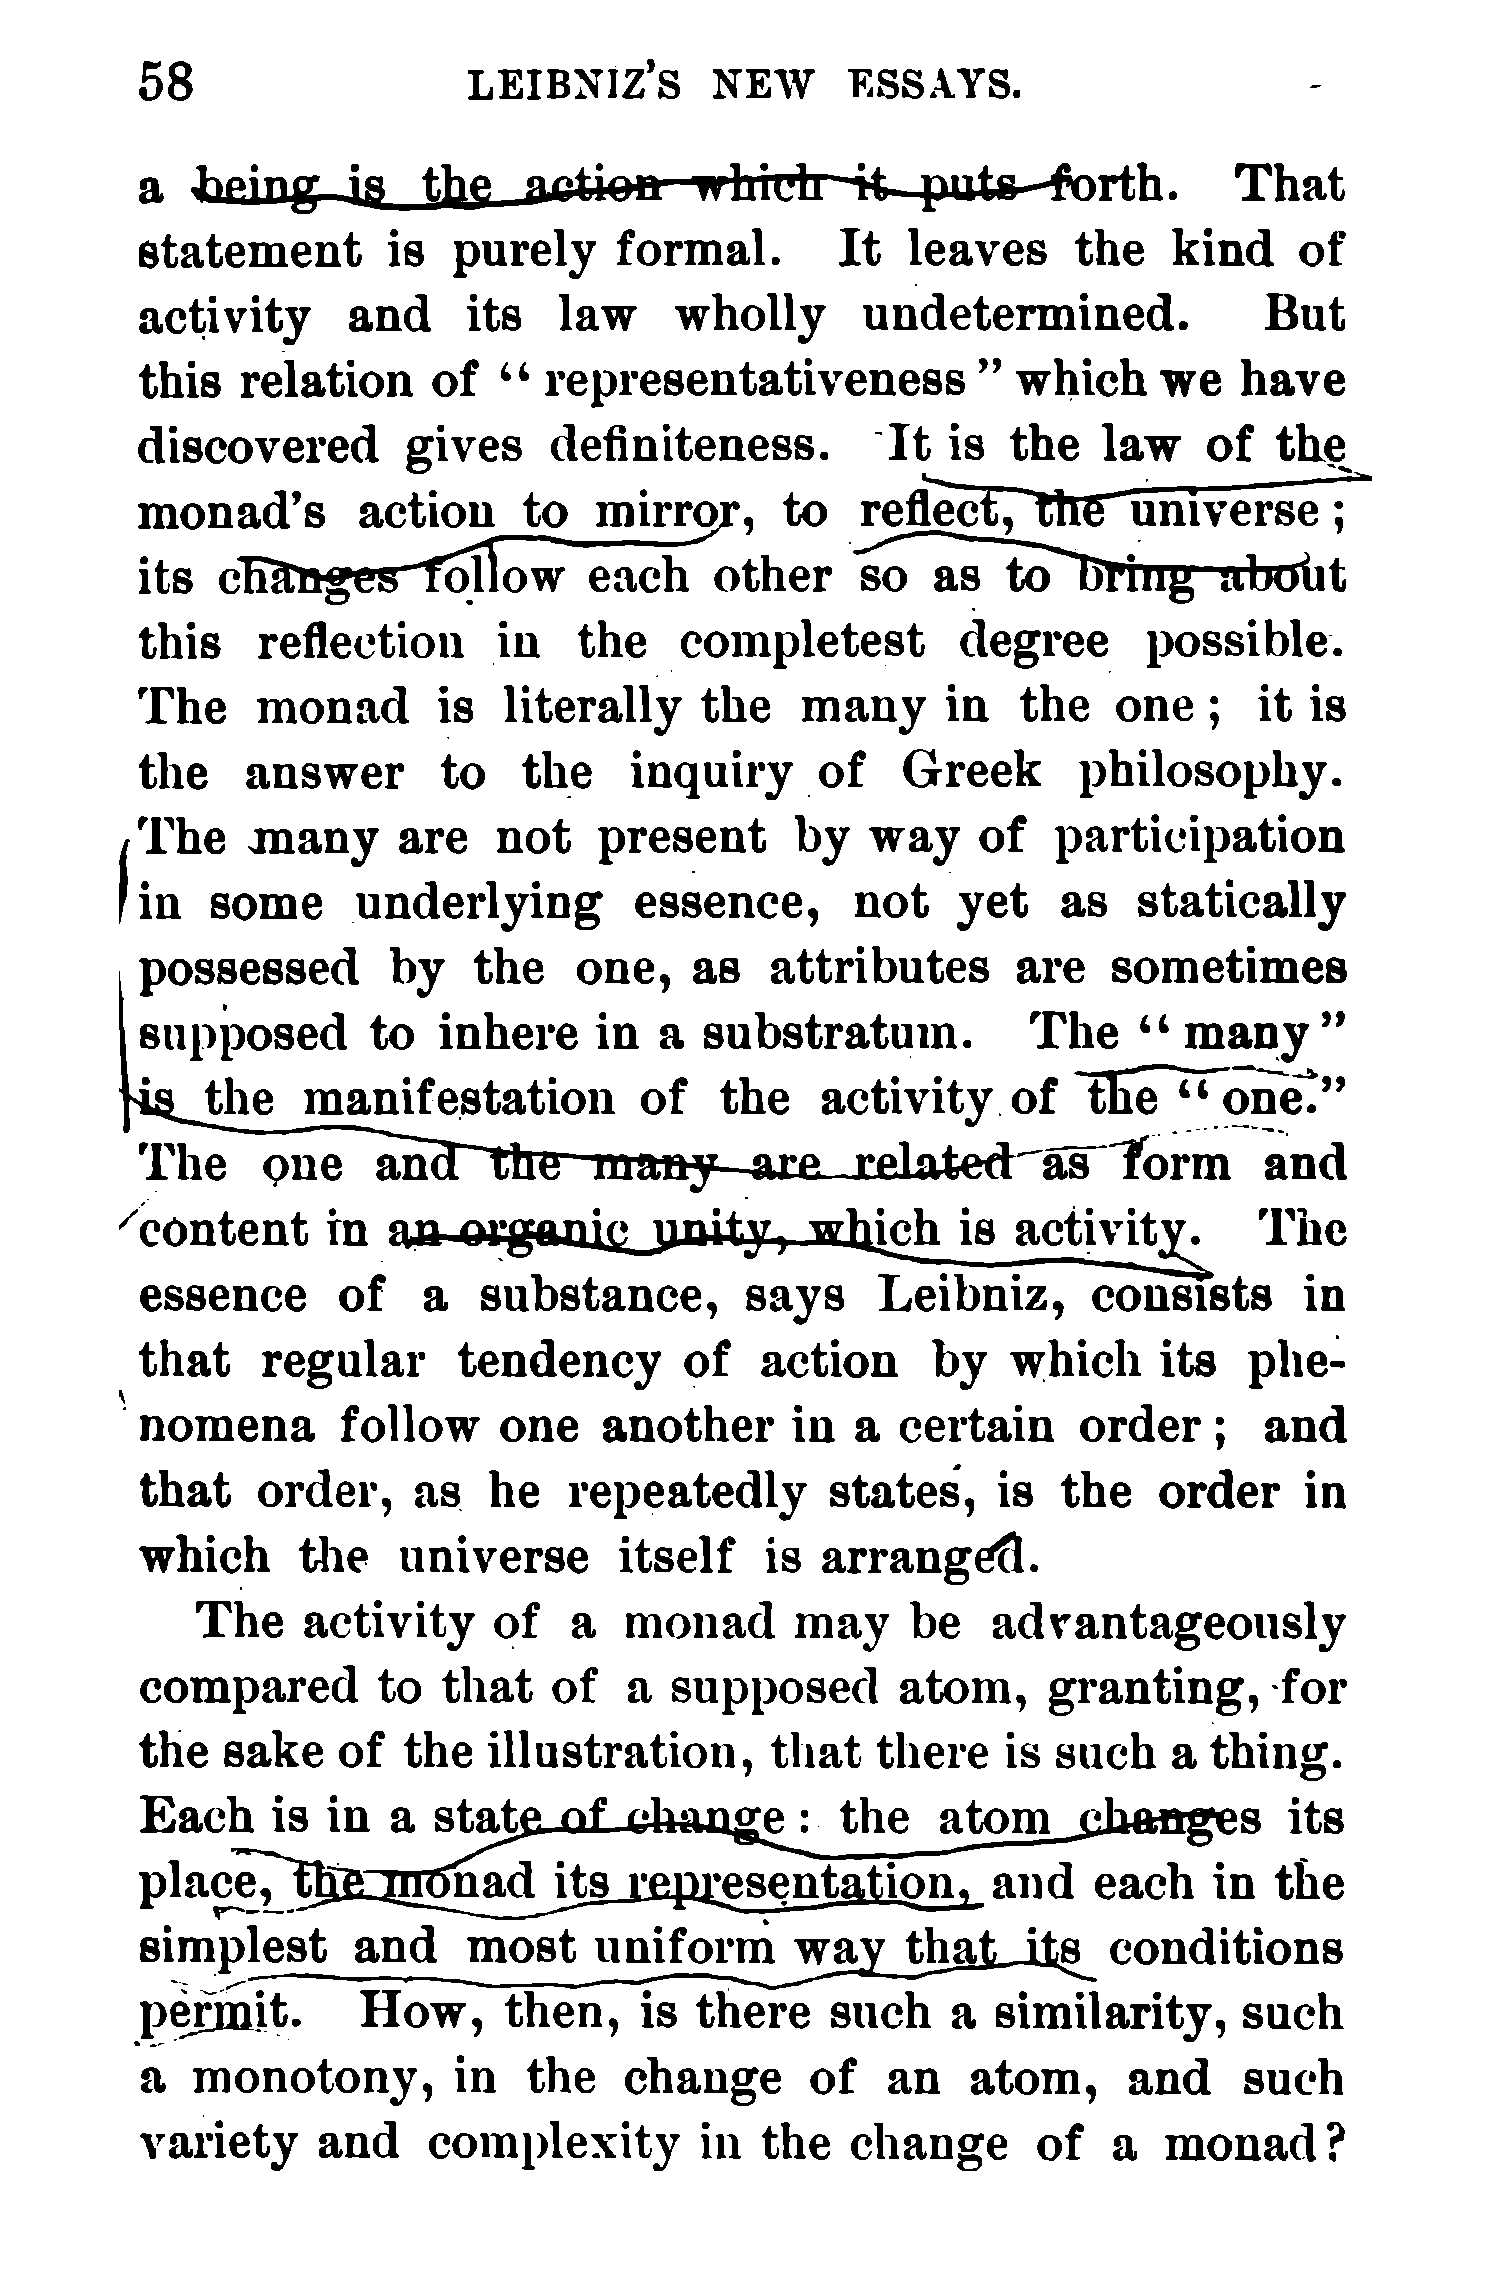 58 LEIBNIZ'S NEW ESSAYS.
a being is the action which it puts forth. That
statement is purely formal. It leaves the kind of
activity and its law wholly undetermined. But
this relation of "representativeness" which we have
discovered gives definiteness. It is the law of the
monad's action to mirror, to reflect, the universe;
its changes follow each other so as to bring about
this reflection in the completest degree possible.
The monad is literally the many in the one; it is
the answer to the inquiry of Greek philosophy.
The many are not present by way of participation
in some underlying essence, not yet as statically
possessed by the one, as attributes are sometimes
supposed to inhere in a substratum. The "many"
is the manifestation of the activity of the "one."
The one and the many are related as form and
content in an organic unity, which is activity. The
essence of a substance, says Leibniz, consists in
that regular tendency of action by which its phe-
nomena follow one another in a certain order; and
that order, as he repeatedly states, is the order in
which the universe itself is arranged.
The activity of a monad may be advantageously
compared to that of a supposed atom, granting, for
the sake of the illustration, that there is such a thing.
Each is in a state of change: the atom changes its
place, the monad its representation, and each in the
simplest and most uniform way that its conditions
permit. How, then, is there such a similarity, such
a monotony, in the change of an atom, and such
variety and complexity in the change of a monad?